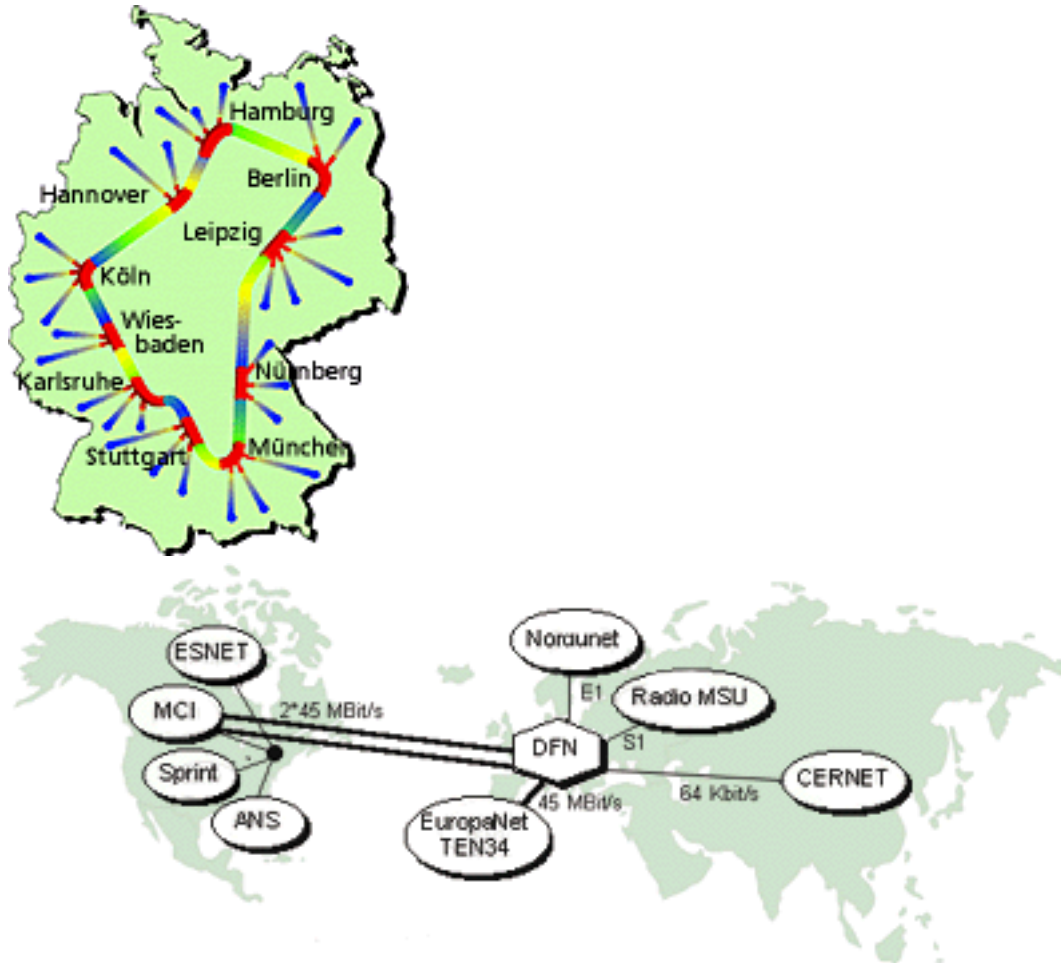 Hamburg
Berlin
Hannover
Leipzig
Köln
Wies-
baden
Karlsruhe
Nürnberg
Stuttgart
München
ESNET
Nordunet
MCI
2*45 MBit/s
E1
Radio MSU
DFN
S1
Sprint
CERNET
64 Kbit/s
45 MBit/s
ANS
EuropaNet
TEN34